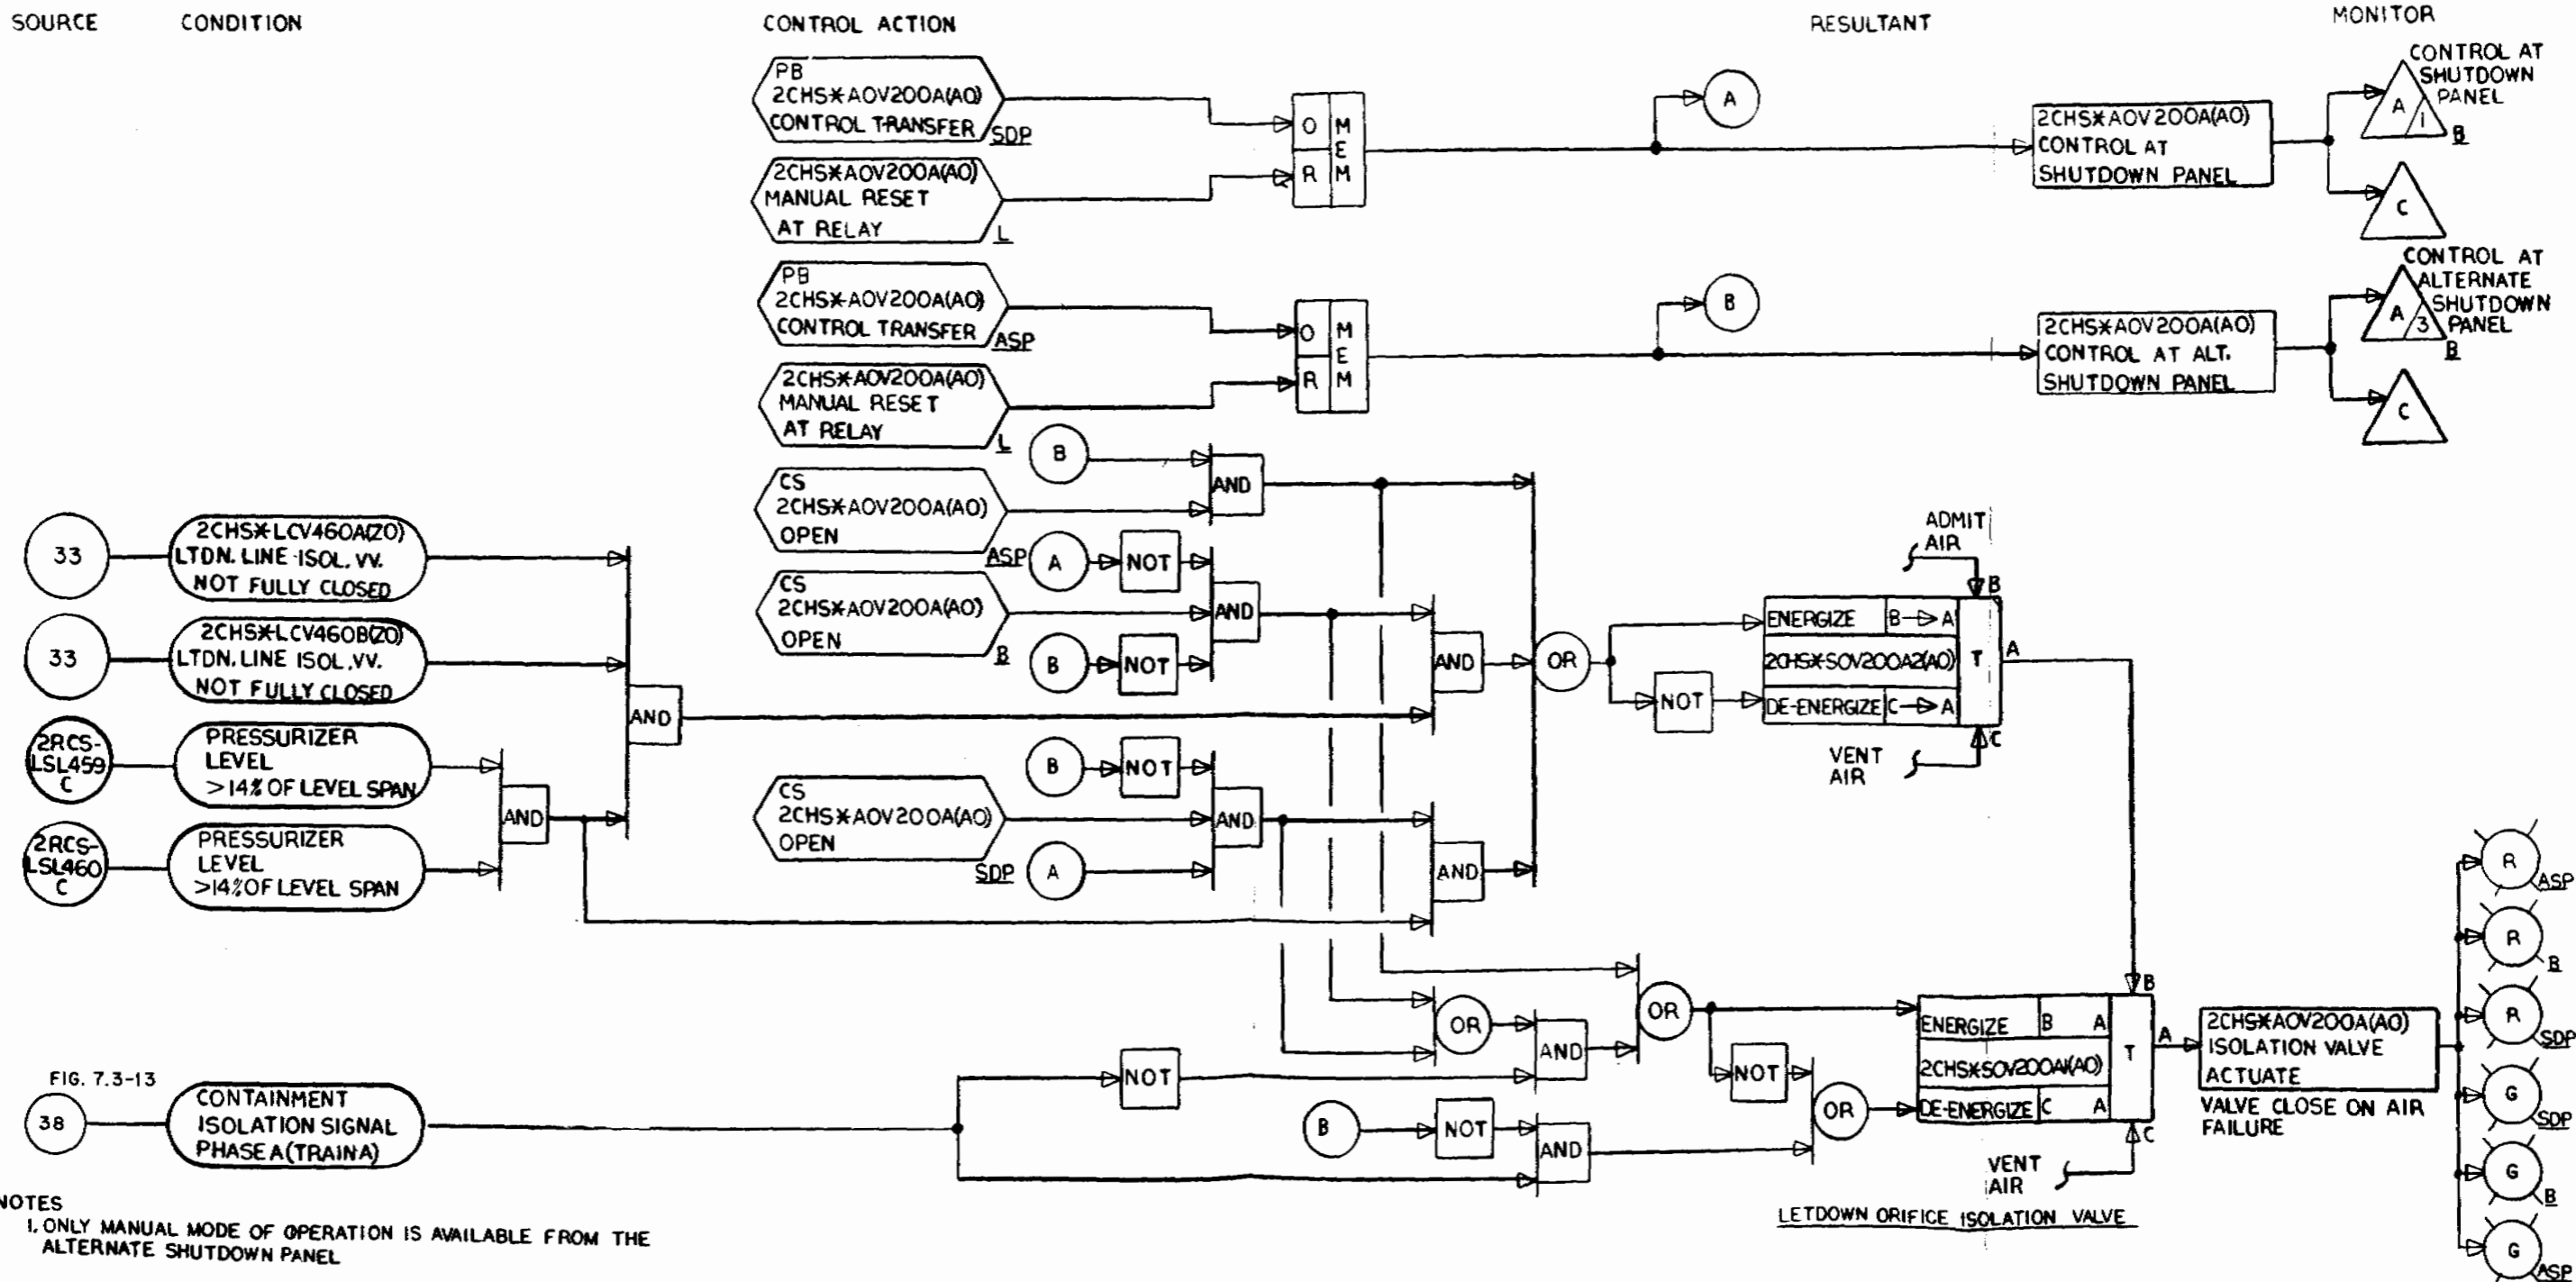 SOURCE CONDITION CONTROL ACTION RESULTANT MONITOR
PB
2CHS*AOV200A(AO)
CONTROL TRANSFER
SDP
2CHS*AOV200A(AO)
MANUAL RESET
AT RELAY
L
O
R
MEM
A
2CHS*AOV200A(AO)
CONTROL AT
SHUTDOWN PANEL
CONTROL AT
SHUTDOWN
PANEL
A
1
B
C
PB
2CHS*AOV200A(AO)
CONTROL TRANSFER
ASP
2CHS*AOV200A(AO)
MANUAL RESET
AT RELAY
L
O
R
MEM
B
2CHS*AOV200A(AO)
CONTROL AT ALT.
SHUTDOWN PANEL
CONTROL AT
ALTERNATE
SHUTDOWN
PANEL
A
3
B
C
B
AND
CS
2CHS*AOV200A(AO)
OPEN
ASP
A
NOT
CS
2CHS*AOV200A(AO)
OPEN
B
AND
B
NOT
33
2CHS*LCV460A(ZO)
LTDN. LINE ISOL. VV.
NOT FULLY CLOSED
33
2CHS*LCV460B(ZO)
LTDN. LINE ISOL. VV.
NOT FULLY CLOSED
AND
2RCS-
LSL459
C
PRESSURIZER
LEVEL
>14% OF LEVEL SPAN
2RCS-
LSL460
C
PRESSURIZER
LEVEL
>14% OF LEVEL SPAN
AND
AND
OR
B
NOT
CS
2CHS*AOV200A(AO)
OPEN
SDP
A
AND
AND
NOT
ADMIT
AIR
B
ENERGIZE B A
2CHS*SOV200A2(AO)
DE-ENERGIZE C A
T
A
C
VENT
AIR
OR
AND
OR
NOT
FIG. 7.3-13
38
CONTAINMENT
ISOLATION SIGNAL
PHASE A (TRAIN A)
NOT
B
NOT
AND
OR
B
ENERGIZE B A
2CHS*SOV200A1(AO)
DE-ENERGIZE C A
T
A
C
VENT
AIR
2CHS*AOV200A(AO)
ISOLATION VALVE
ACTUATE
VALVE CLOSE ON AIR
FAILURE
R
ASP
R
B
R
SDP
G
SDP
G
B
G
ASP
LETDOWN ORIFICE ISOLATION VALVE
NOTES
1. ONLY MANUAL MODE OF OPERATION IS AVAILABLE FROM THE
ALTERNATE SHUTDOWN PANEL